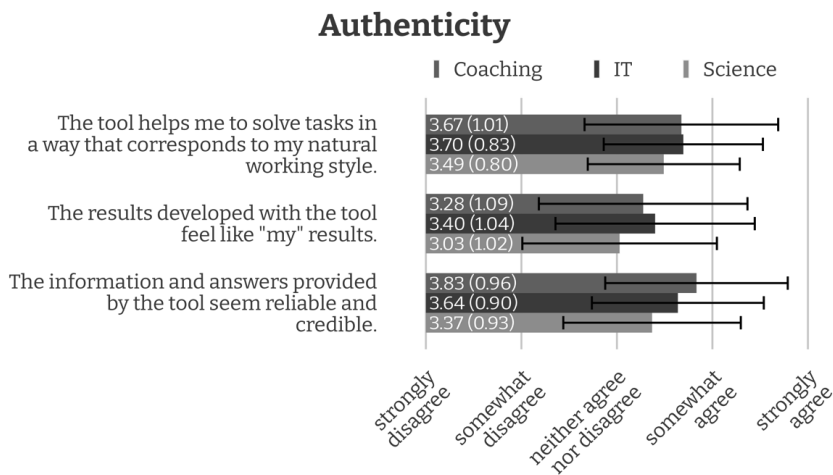 Authenticity
Coaching IT Science
The tool helps me to solve tasks in
a way that corresponds to my natural
working style.
3.67 (1.01)
3.70 (0.83)
3.49 (0.80)
The results developed with the tool
feel like "my" results.
3.28 (1.09)
3.40 (1.04)
3.03 (1.02)
The information and answers provided
by the tool seem reliable and
credible.
3.83 (0.96)
3.64 (0.90)
3.37 (0.93)
strongly
disagree
somewhat
disagree
neither agree
nor disagree
somewhat
agree
strongly
agree